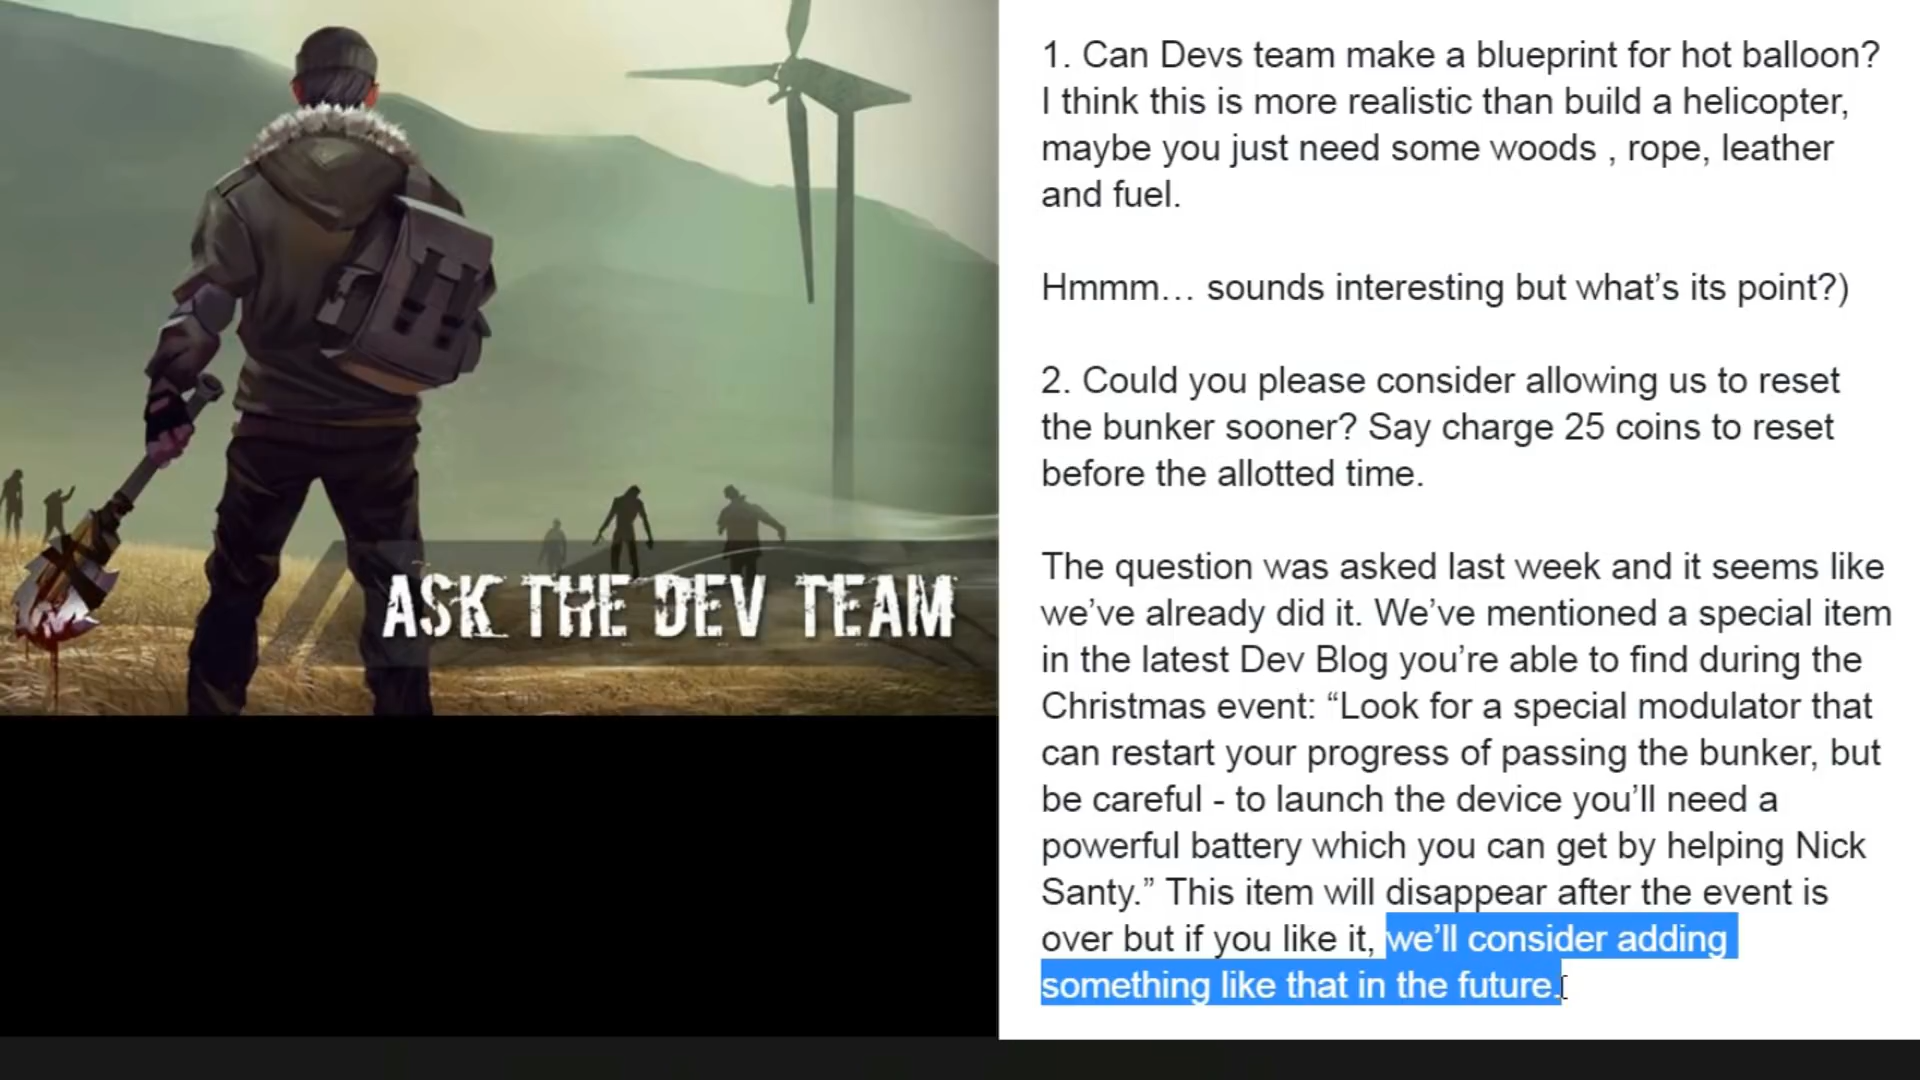 ASK THE DEV TEAM
1. Can Devs team make a blueprint for hot balloon?
I think this is more realistic than build a helicopter,
maybe you just need some woods , rope, leather
and fuel.
Hmmm… sounds interesting but what’s its point?)
2. Could you please consider allowing us to reset
the bunker sooner? Say charge 25 coins to reset
before the allotted time.
The question was asked last week and it seems like
we’ve already did it. We’ve mentioned a special item
in the latest Dev Blog you’re able to find during the
Christmas event: “Look for a special modulator that
can restart your progress of passing the bunker, but
be careful - to launch the device you’ll need a
powerful battery which you can get by helping Nick
Santy.” This item will disappear after the event is
over but if you like it, we’ll consider adding
something like that in the future.